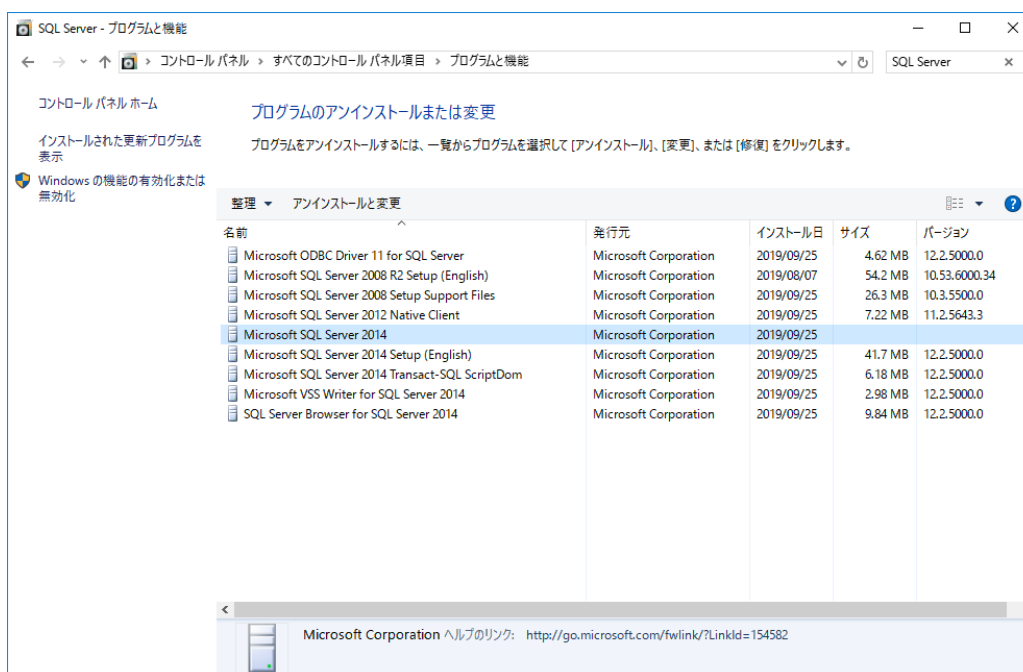 SQL Server - プログラムと機能
コントロール パネル › すべてのコントロール パネル項目 › プログラムと機能
SQL Server
コントロール パネル ホーム
インストールされた更新プログラムを
表示
Windows の機能の有効化または
無効化
プログラムのアンインストールまたは変更
プログラムをアンインストールするには、一覧からプログラムを選択して [アンインストール]、[変更]、または [修復] をクリックします。
整理 アンインストールと変更
名前 発行元 インストール日 サイズ バージョン
Microsoft ODBC Driver 11 for SQL Server Microsoft Corporation 2019/09/25 4.62 MB 12.2.5000.0
Microsoft SQL Server 2008 R2 Setup (English) Microsoft Corporation 2019/08/07 54.2 MB 10.53.6000.34
Microsoft SQL Server 2008 Setup Support Files Microsoft Corporation 2019/09/25 26.3 MB 10.3.5500.0
Microsoft SQL Server 2012 Native Client Microsoft Corporation 2019/09/25 7.22 MB 11.2.5643.3
Microsoft SQL Server 2014 Microsoft Corporation 2019/09/25
Microsoft SQL Server 2014 Setup (English) Microsoft Corporation 2019/09/25 41.7 MB 12.2.5000.0
Microsoft SQL Server 2014 Transact-SQL ScriptDom Microsoft Corporation 2019/09/25 6.18 MB 12.2.5000.0
Microsoft VSS Writer for SQL Server 2014 Microsoft Corporation 2019/09/25 2.98 MB 12.2.5000.0
SQL Server Browser for SQL Server 2014 Microsoft Corporation 2019/09/25 9.84 MB 12.2.5000.0
Microsoft Corporation ヘルプのリンク: http://go.microsoft.com/fwlink/?LinkId=154582